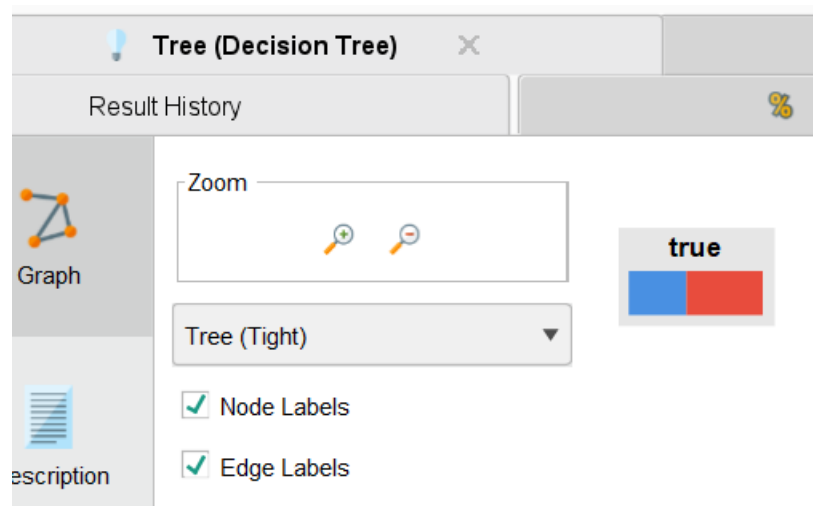 Tree (Decision Tree)
Result History
%
Zoom
Graph
true
Tree (Tight)
Node Labels
Edge Labels
escription